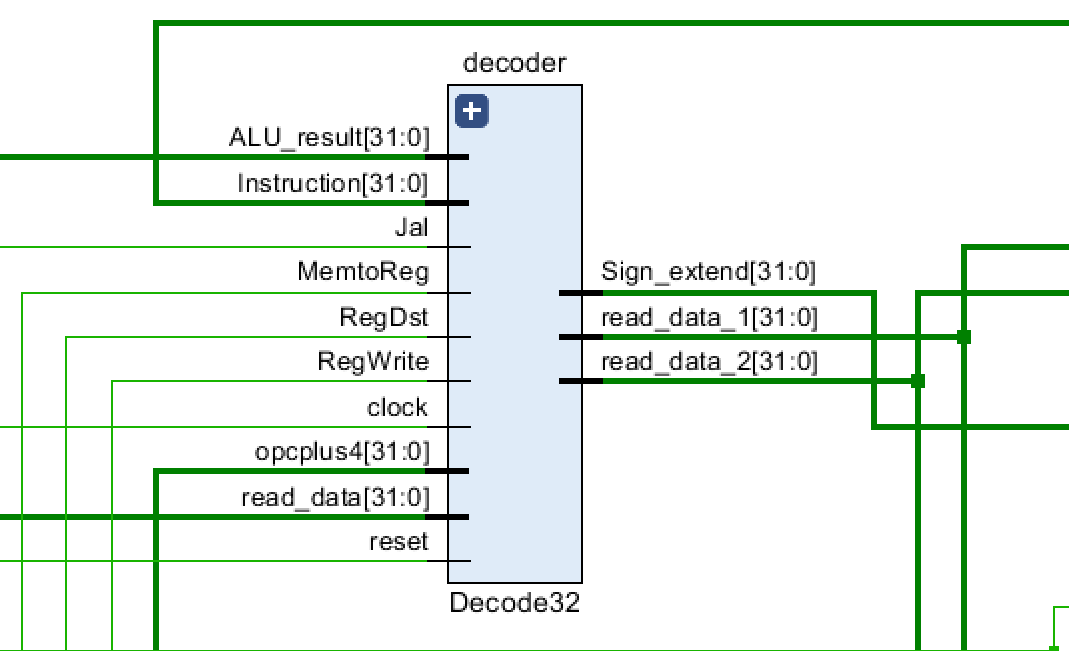 decoder
ALU_result[31:0]
Instruction[31:0]
Jal
MemtoReg
RegDst
RegWrite
clock
opcplus4[31:0]
read_data[31:0]
reset
Sign_extend[31:0]
read_data_1[31:0]
read_data_2[31:0]
Decode32